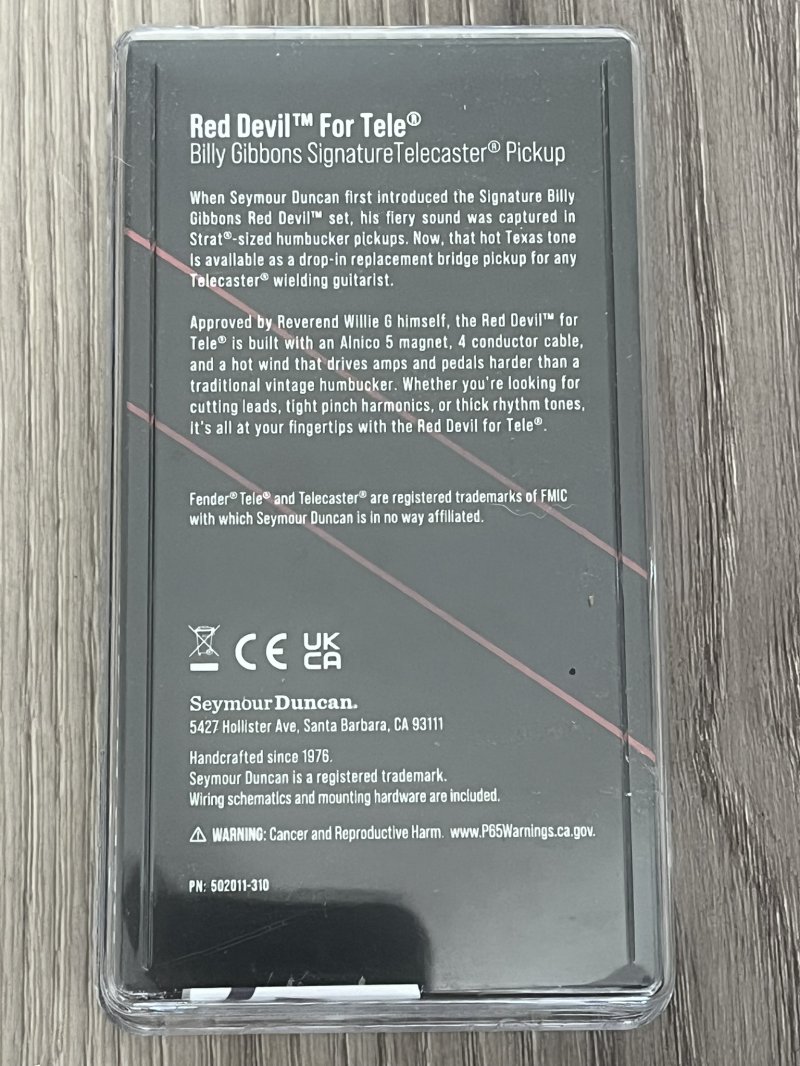 Red Devil™ For Tele®
Billy Gibbons SignatureTelecaster® Pickup
When Seymour Duncan first introduced the Signature Billy
Gibbons Red Devil™ set, his fiery sound was captured in
Strat®-sized humbucker pickups. Now, that hot Texas tone
is available as a drop-in replacement bridge pickup for any
Telecaster® wielding guitarist.
Approved by Reverend Willie G himself, the Red Devil™ for
Tele® is built with an Alnico 5 magnet, 4 conductor cable,
and a hot wind that drives amps and pedals harder than a
traditional vintage humbucker. Whether you're looking for
cutting leads, tight pinch harmonics, or thick rhythm tones,
it's all at your fingertips with the Red Devil for Tele®.
Fender® Tele® and Telecaster® are registered trademarks of FMIC
with which Seymour Duncan is in no way affiliated.
CE UK
CA
Seymour Duncan.
5427 Hollister Ave, Santa Barbara, CA 93111
Handcrafted since 1976.
Seymour Duncan is a registered trademark.
Wiring schematics and mounting hardware are included.
⚠ WARNING: Cancer and Reproductive Harm. www.P65Warnings.ca.gov.
PN: 502011-310